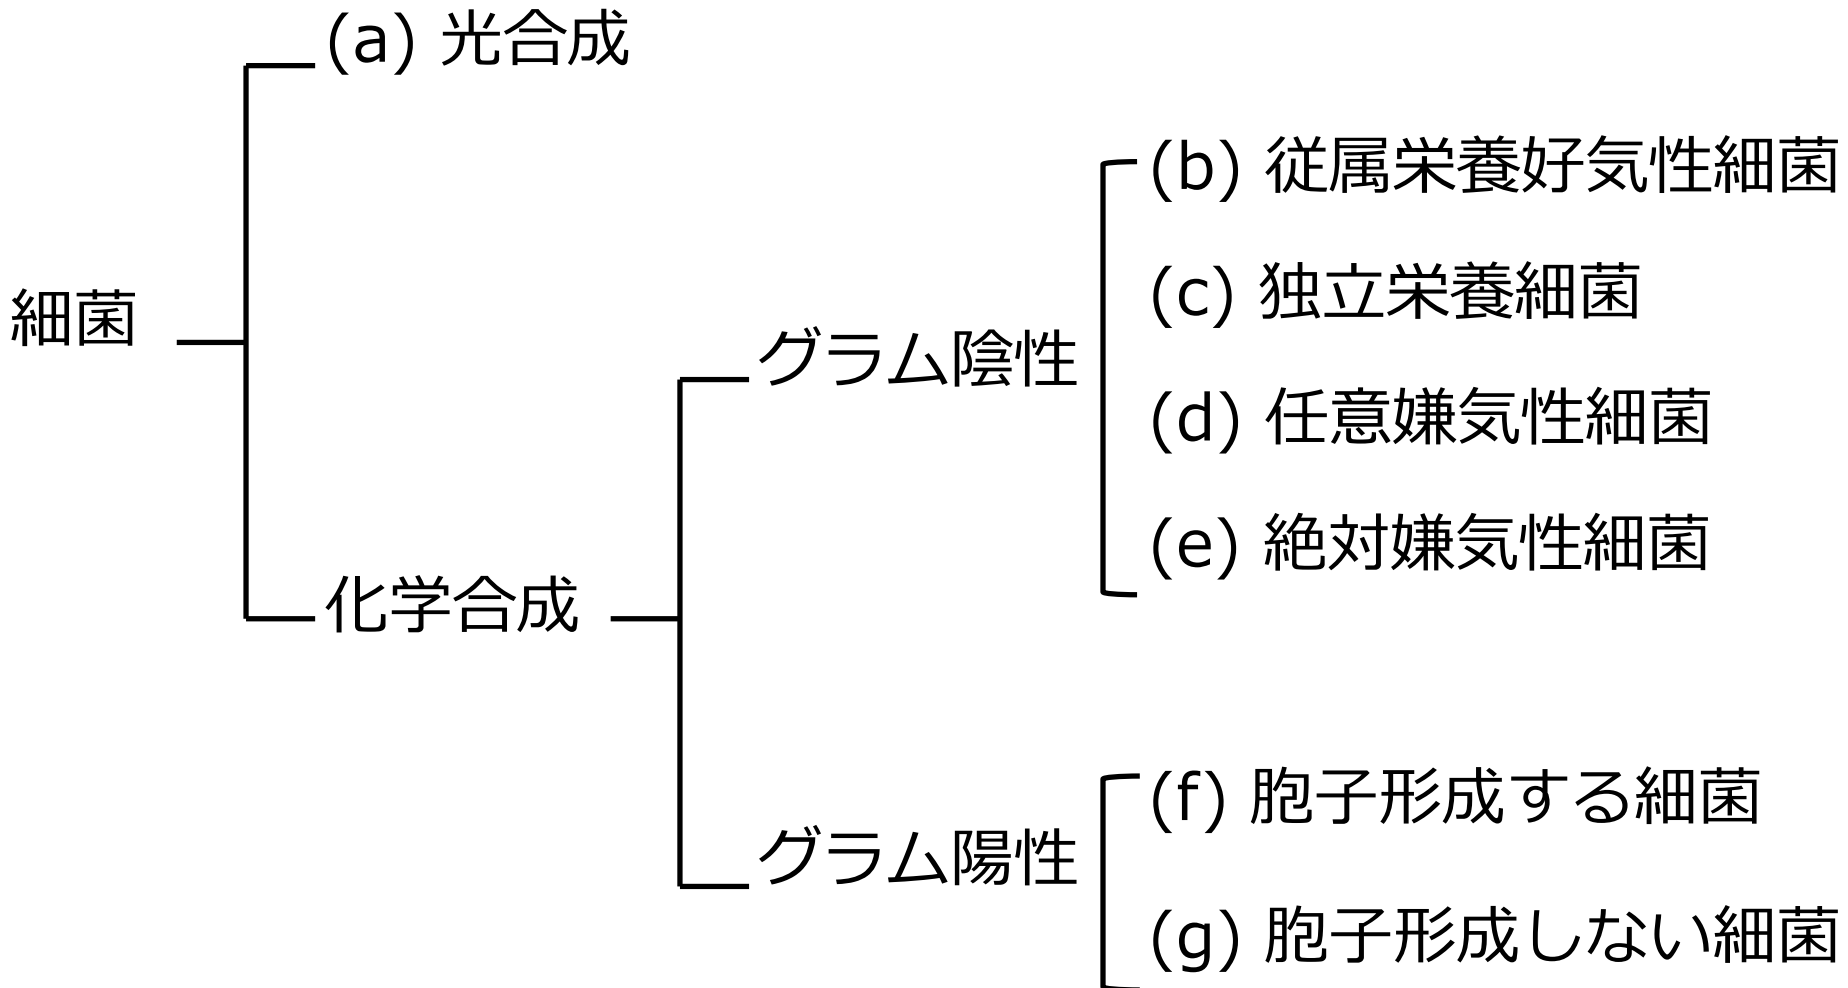 (a) 光合成
(b) 従属栄養好気性細菌
(c) 独立栄養細菌
細菌
グラム陰性
(d) 任意嫌気性細菌
(e) 絶対嫌気性細菌
化学合成
(f) 胞子形成する細菌
グラム陽性
(g) 胞子形成しない細菌